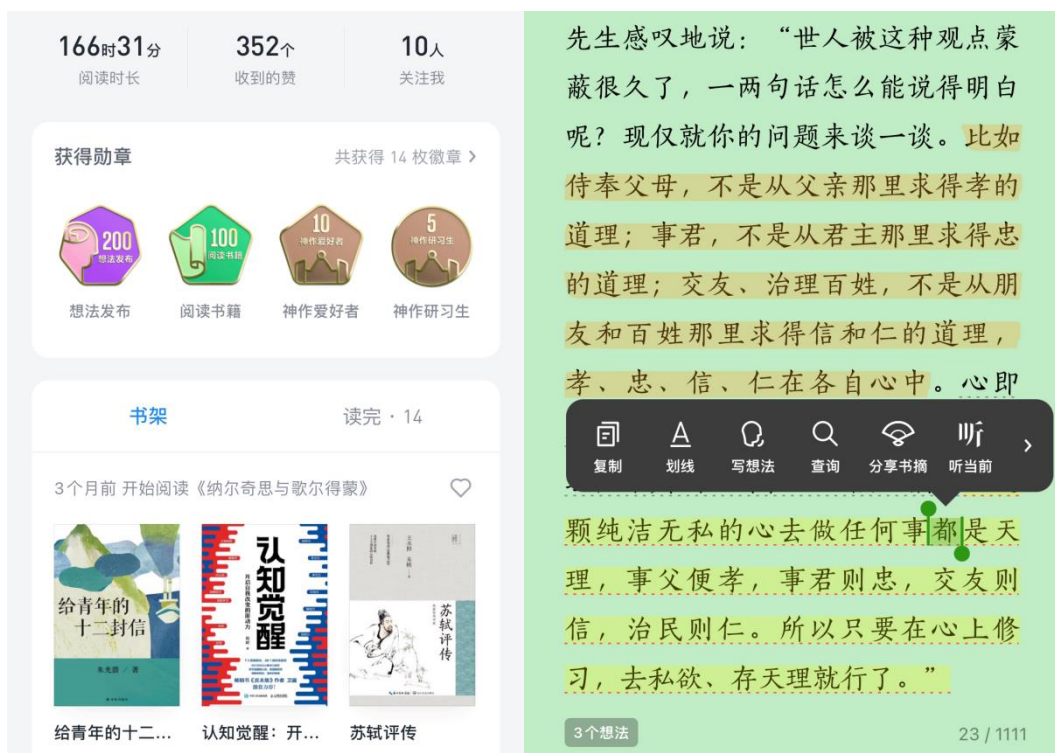 166时31分
352个
10人
阅读时长
收到的赞
关注我
获得勋章
共获得 14 枚徽章
200
想法发布
100
阅读书籍
10
神作爱好者
5
神作研习生
想法发布
阅读书籍
神作爱好者
神作研习生
书架
读完 · 14
3个月前 开始阅读《纳尔奇思与歌尔得蒙》
给青年的
十二封信
朱光潜 / 著
认知觉醒
开启自我改变的原动力
苏轼评传
给青年的十二...
认知觉醒：开...
苏轼评传
先生感叹地说：“世人被这种观点蒙
蔽很久了，一两句话怎么能说得明白
呢？现仅就你的问题来谈一谈。比如
侍奉父母，不是从父亲那里求得孝的
道理；事君，不是从君主那里求得忠
的道理；交友、治理百姓，不是从朋
友和百姓那里求得信和仁的道理，
孝、忠、信、仁在各自心中。心即
复制
划线
写想法
查询
分享书摘
听当前
颗纯洁无私的心去做任何事都是天
理，事父便孝，事君则忠，交友则
信，治民则仁。所以只要在心上修
习，去私欲、存天理就行了。”
3个想法
23 / 1111